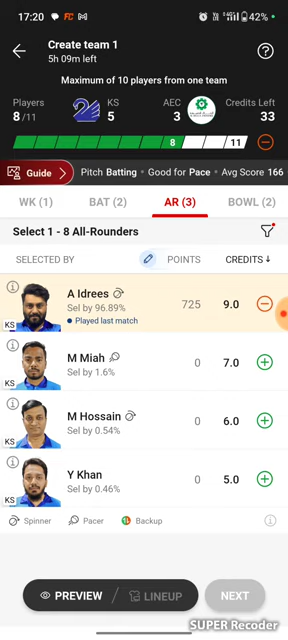 17:20 FC 42%
Create team 1
5h 09m left
Maximum of 10 players from one team
Players KS AEC Credits Left
8/11 5 3 33
8 11
Guide Pitch Batting • Good for Pace • Avg Score 166
WK (1) BAT (2) AR (3) BOWL (2)
Select 1 - 8 All-Rounders
SELECTED BY POINTS CREDITS↓
A Idrees 725 9.0
Sel by 96.89%
• Played last match
KS
M Miah 0 7.0
Sel by 1.6%
KS
M Hossain 0 6.0
Sel by 0.54%
KS
Y Khan 0 5.0
Sel by 0.46%
KS
Spinner Pacer Backup
PREVIEW / LINEUP NEXT
SUPER Recoder